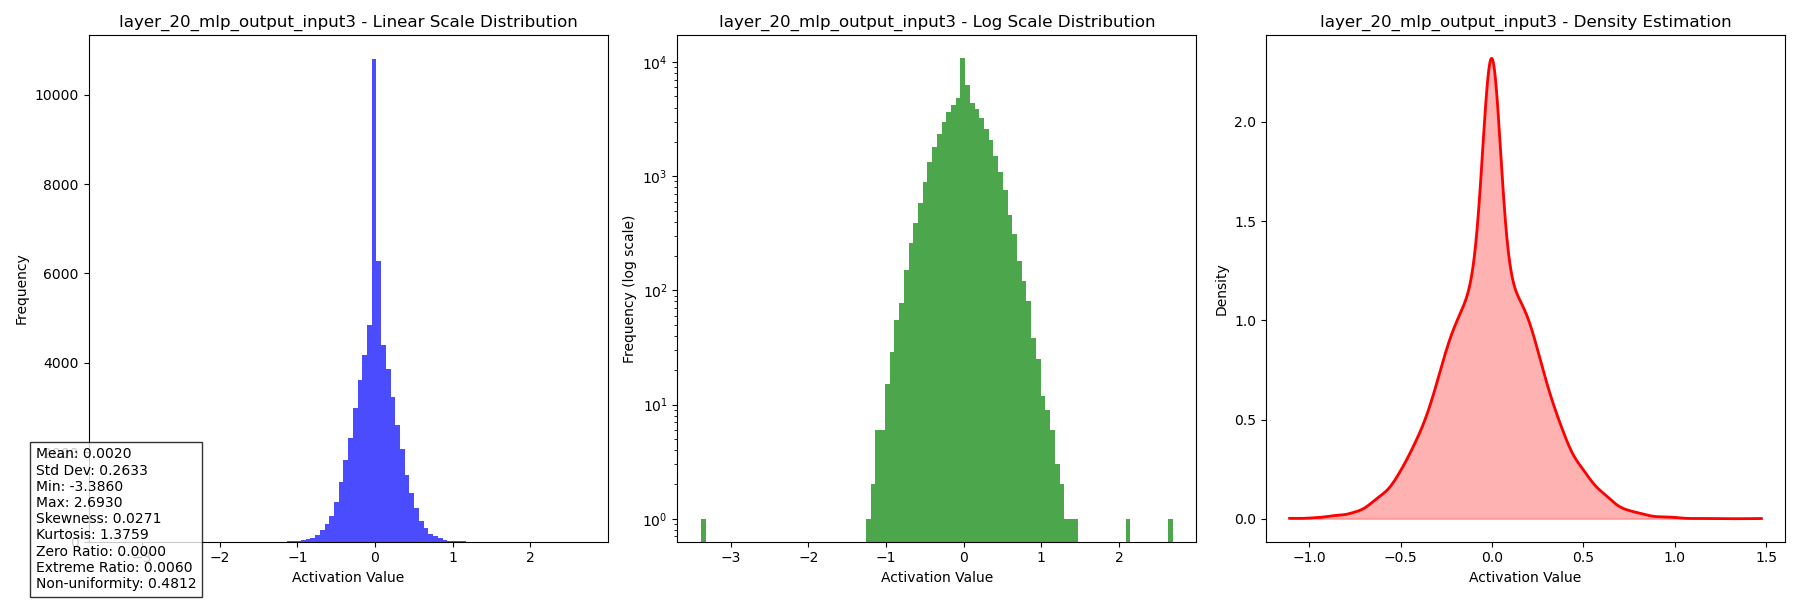 layer_20_mlp_output_input3 - Linear Scale Distribution
Frequency
10000
8000
6000
4000
−2
−1
0
1
2
Activation Value
Mean: 0.0020
Std Dev: 0.2633
Min: -3.3860
Max: 2.6930
Skewness: 0.0271
Kurtosis: 1.3759
Zero Ratio: 0.0000
Extreme Ratio: 0.0060
Non-uniformity: 0.4812
layer_20_mlp_output_input3 - Log Scale Distribution
Frequency (log scale)
10⁴
10³
10²
10¹
10⁰
−3
−2
−1
0
1
2
Activation Value
layer_20_mlp_output_input3 - Density Estimation
Density
2.0
1.5
1.0
0.5
0.0
−1.0
−0.5
0.0
0.5
1.0
1.5
Activation Value